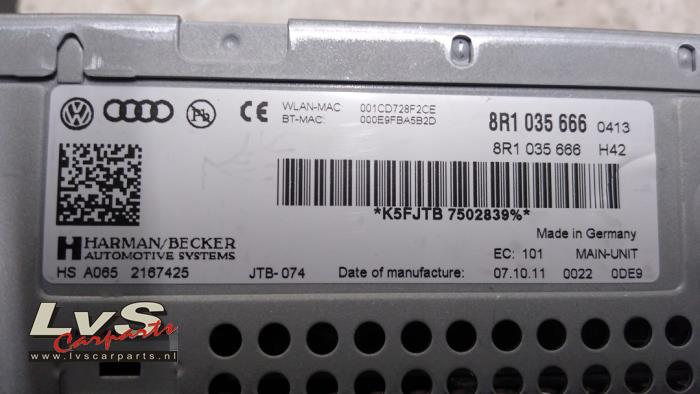 WLAN-MAC: 001CD728F2CE
BT-MAC: 000E9FBA5B2D
8R1 035 666 0413
8R1 035 666 H42
Pb
CE
*K5FJTB 7502839%*
Made in Germany
HARMAN/BECKER
AUTOMOTIVE SYSTEMS
EC: 101 MAIN-UNIT
HS A065 2167425 JTB-074 Date of manufacture: 07.10.11 0022 0DE9
LvS
Carparts
www.lvscarparts.nl